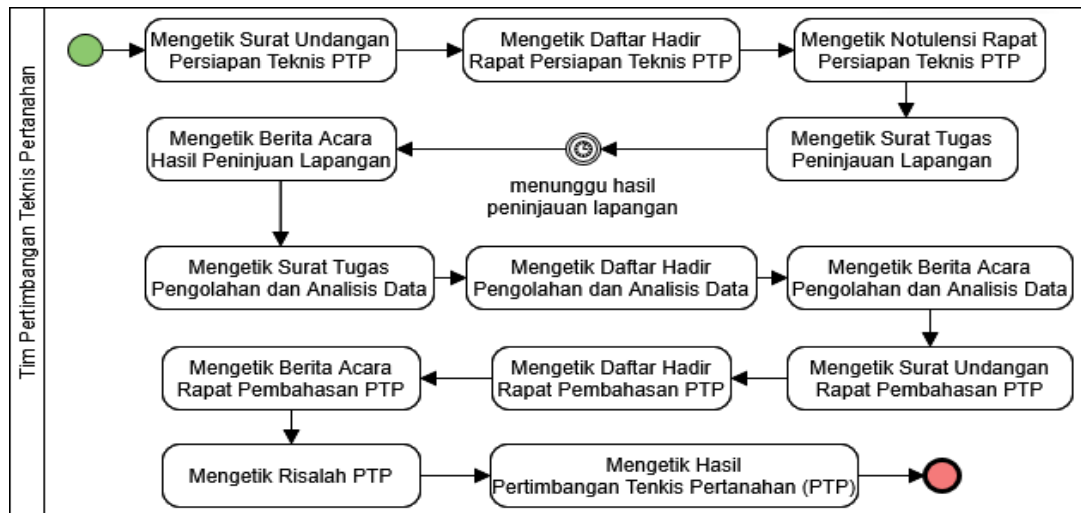 Tim Pertimbangan Teknis Pertanahan
Mengetik Surat Undangan
Persiapan Teknis PTP
Mengetik Daftar Hadir
Rapat Persiapan Teknis PTP
Mengetik Notulensi Rapat
Persiapan Teknis PTP
Mengetik Surat Tugas
Peninjauan Lapangan
menunggu hasil
peninjauan lapangan
Mengetik Berita Acara
Hasil Peninjuan Lapangan
Mengetik Surat Tugas
Pengolahan dan Analisis Data
Mengetik Daftar Hadir
Pengolahan dan Analisis Data
Mengetik Berita Acara
Pengolahan dan Analisis Data
Mengetik Surat Undangan
Rapat Pembahasan PTP
Mengetik Daftar Hadir
Rapat Pembahasan PTP
Mengetik Berita Acara
Rapat Pembahasan PTP
Mengetik Risalah PTP
Mengetik Hasil
Pertimbangan Tenkis Pertanahan (PTP)